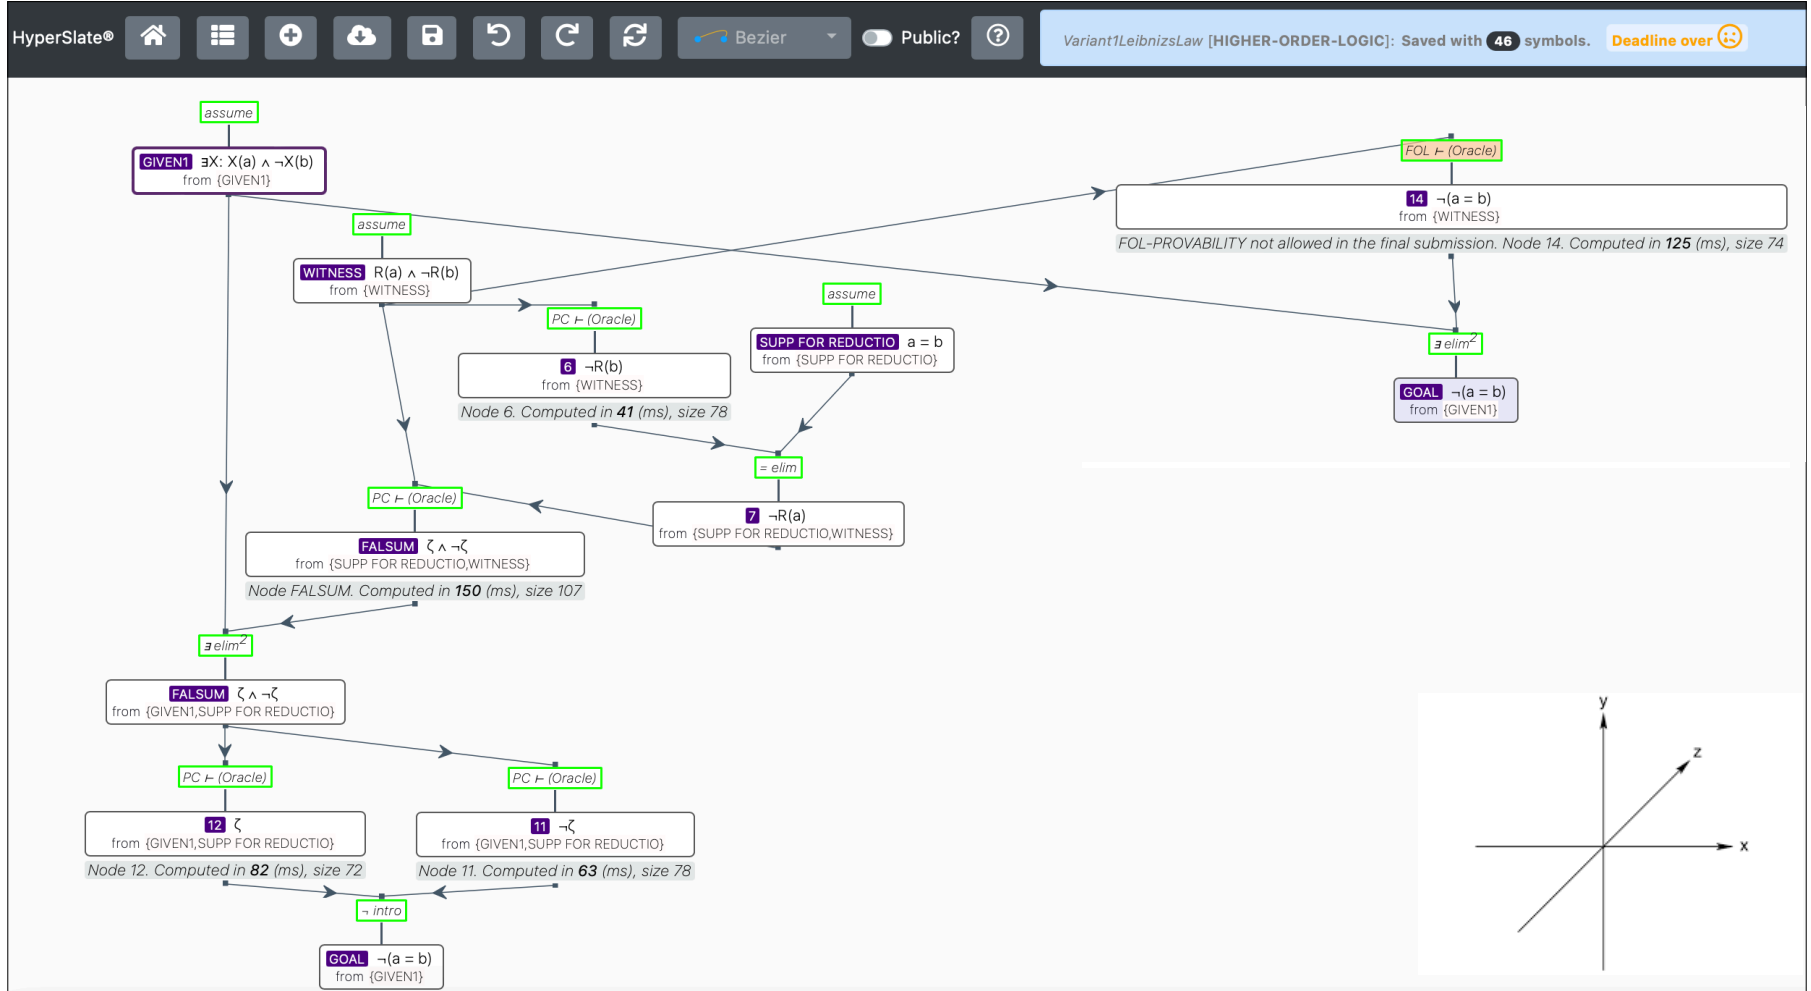 HyperSlate®
Bezier
Public?
Variant1LeibnizsLaw [HIGHER-ORDER-LOGIC]: Saved with 46 symbols.
Deadline over
assume
GIVEN1 ∃X: X(a) ∧ ¬X(b)
from {GIVEN1}
FOL ⊢ (Oracle)
14 ¬(a = b)
from {WITNESS}
FOL-PROVABILITY not allowed in the final submission. Node 14. Computed in 125 (ms), size 74
assume
WITNESS R(a) ∧ ¬R(b)
from {WITNESS}
assume
SUPP FOR REDUCTIO a = b
from {SUPP FOR REDUCTIO}
PC ⊢ (Oracle)
6 ¬R(b)
from {WITNESS}
Node 6. Computed in 41 (ms), size 78
∃ elim²
GOAL ¬(a = b)
from {GIVEN1}
= elim
7 ¬R(a)
from {SUPP FOR REDUCTIO,WITNESS}
PC ⊢ (Oracle)
FALSUM ζ ∧ ¬ζ
from {SUPP FOR REDUCTIO,WITNESS}
Node FALSUM. Computed in 150 (ms), size 107
∃ elim²
FALSUM ζ ∧ ¬ζ
from {GIVEN1,SUPP FOR REDUCTIO}
PC ⊢ (Oracle)
12 ζ
from {GIVEN1,SUPP FOR REDUCTIO}
Node 12. Computed in 82 (ms), size 72
PC ⊢ (Oracle)
11 ¬ζ
from {GIVEN1,SUPP FOR REDUCTIO}
Node 11. Computed in 63 (ms), size 78
¬ intro
GOAL ¬(a = b)
from {GIVEN1}
y
z
x